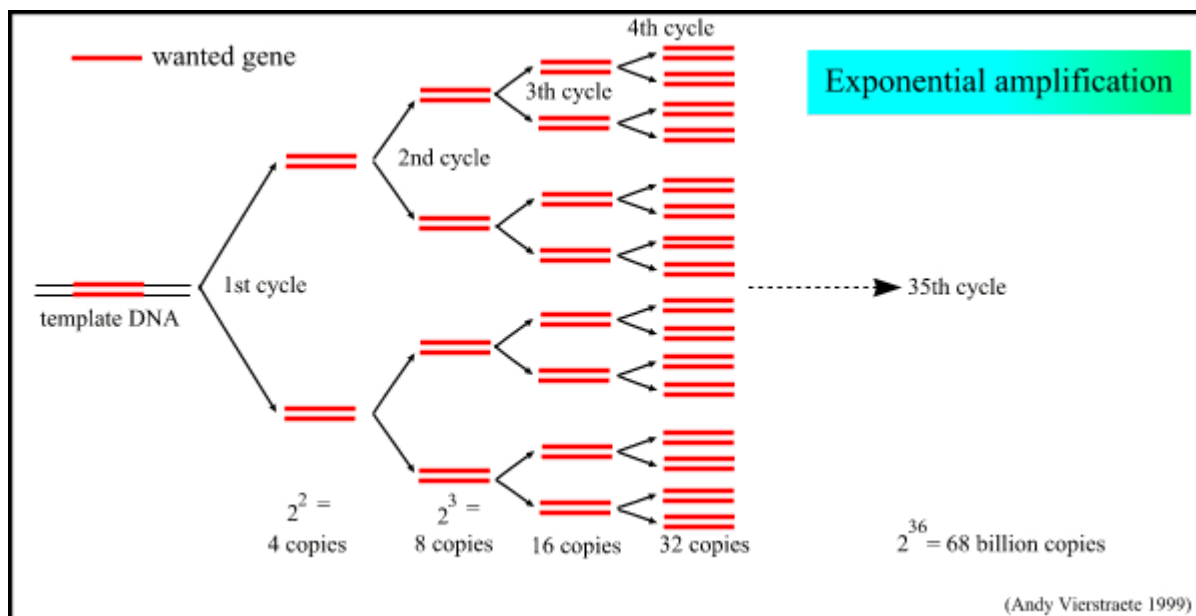 4th cycle
wanted gene
Exponential amplification
3th cycle
2nd cycle
1st cycle
35th cycle
template DNA
2^2 =
4 copies
2^3 =
8 copies
16 copies
32 copies
2^36 = 68 billion copies
(Andy Vierstraete 1999)